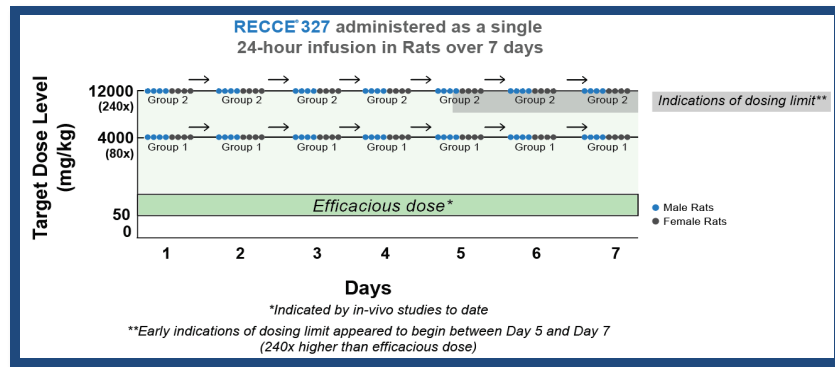 RECCE® 327 administered as a single
24-hour infusion in Rats over 7 days
Target Dose Level
(mg/kg)
12000
(240x)
Group 2 Group 2 Group 2 Group 2 Group 2 Group 2 Group 2
Indications of dosing limit**
4000
(80x)
Group 1 Group 1 Group 1 Group 1 Group 1 Group 1 Group 1
Efficacious dose*
50
0
Male Rats
Female Rats
1 2 3 4 5 6 7
Days
*Indicated by in-vivo studies to date
**Early indications of dosing limit appeared to begin between Day 5 and Day 7
(240x higher than efficacious dose)